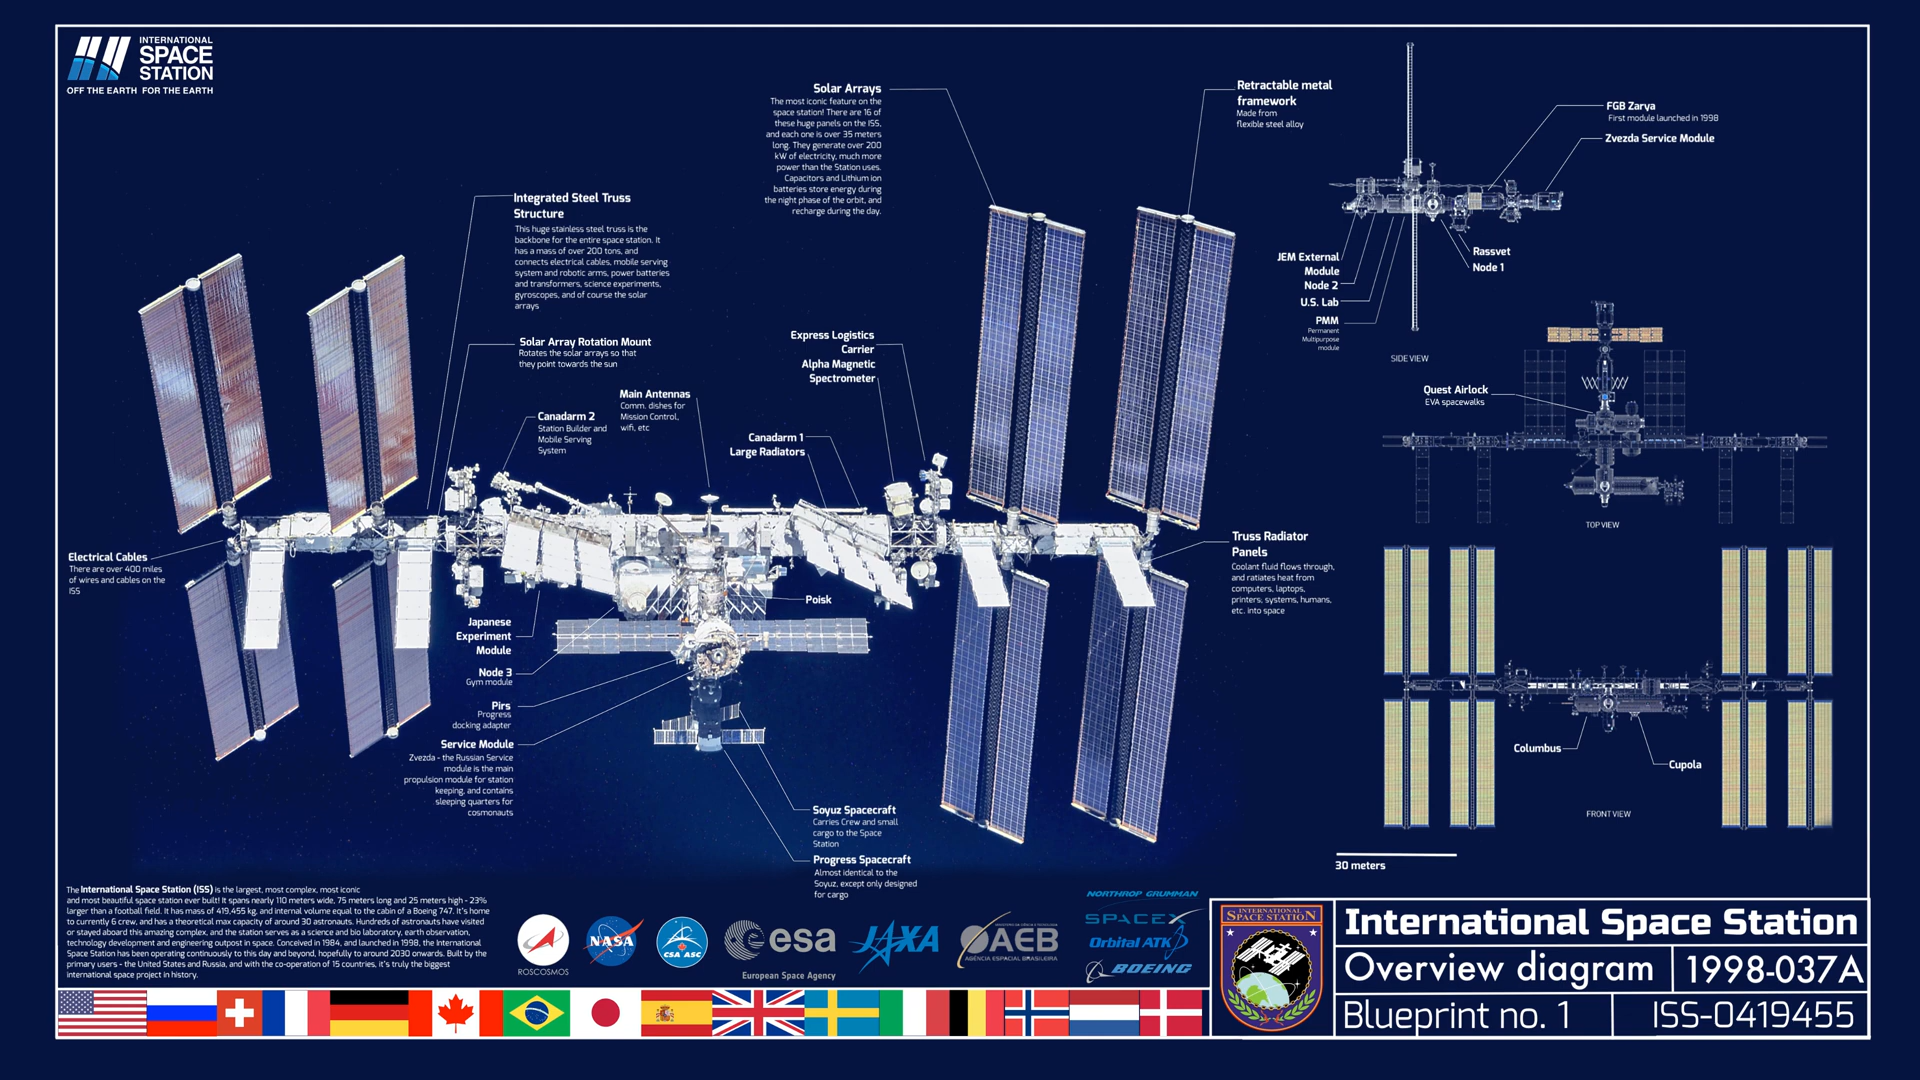 INTERNATIONAL
SPACE
STATION
OFF THE EARTH FOR THE EARTH
Solar Arrays
The most iconic feature on the
space station! There are 16 of
these huge panels on the ISS,
and each one is over 35 meters
long. They generate over 200
kW of electricity, much more
power than the Station uses.
Capacitors and Lithium ion
batteries store energy during
the night phase of the orbit, and
recharge during the day.
Retractable metal
framework
Made from
flexible steel alloy
Integrated Steel Truss
Structure
This huge stainless steel truss is the
backbone for the entire space station. It
has a mass of over 200 tons, and
connects electrical cables, mobile serving
system and robotic arms, power batteries
and transformers, science experiments,
gyroscopes, and of course the solar
arrays
Solar Array Rotation Mount
Rotates the solar arrays so that
they point towards the sun
Canadarm 2
Station Builder and
Mobile Serving
System
Main Antennas
Comm. dishes for
Mission Control,
wifi, etc
Express Logistics
Carrier
Alpha Magnetic
Spectrometer
Canadarm 1
Large Radiators
Electrical Cables
There are over 400 miles
of wires and cables on the
ISS
Truss Radiator
Panels
Coolant fluid flows through,
and ratiates heat from
computers, laptops,
printers, systems, humans,
etc. into space
Poisk
Japanese
Experiment
Module
Node 3
Gym module
Pirs
Progress
docking adapter
Service Module
Zvezda - the Russian Service
module is the main
propulsion module for station
keeping, and contains
sleeping quarters for
cosmonauts
Soyuz Spacecraft
Carries Crew and small
cargo to the Space
Station
Progress Spacecraft
Almost identical to the
Soyuz, except only designed
for cargo
FGB Zarya
First module launched in 1998
Zvezda Service Module
Rassvet
Node 1
JEM External
Module
Node 2
U.S. Lab
PMM
Permanent
Multipurpose
module
SIDE VIEW
Quest Airlock
EVA spacewalks
TOP VIEW
Columbus
Cupola
FRONT VIEW
30 meters
The International Space Station (ISS) is the largest, most complex, most iconic
and most beautiful space station ever built! It spans nearly 110 meters wide, 75 meters long and 25 meters high - 23%
larger than a football field. It has mass of 419,455 kg, and internal volume equal to the cabin of a Boeing 747. It's home
to currently 6 crew, and has a theoretical max capacity of around 30 astronauts. Hundreds of astronauts have visited
or stayed aboard this amazing complex, and the station serves as a science and bio laboratory, earth observation,
technology development and engineering outpost in space. Conceived in 1984, and launched in 1998, the International
Space Station has been operating continuously to this day and beyond, hopefully to around 2030 onwards. Built by the
primary users - the United States and Russia, and with the co-operation of 15 countries, it's truly the biggest
international space project in history.
ROSCOSMOS
NASA
CSA ASC
esa
European Space Agency
JAXA
AEB
AGÊNCIA ESPACIAL BRASILEIRA
NORTHROP GRUMMAN
SPACEX
Orbital ATK
BOEING
INTERNATIONAL
SPACE STATION
International Space Station
Overview diagram
1998-037A
Blueprint no. 1
ISS-0419455